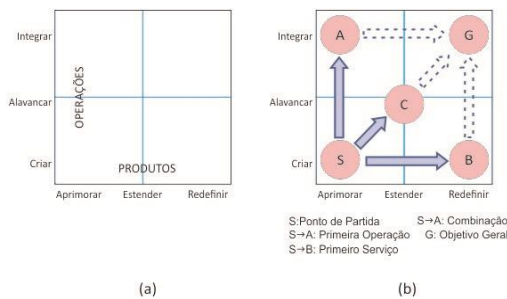 Integrar
Alavancar
Criar
OPERAÇÕES
PRODUTOS
Aprimorar Estender Redefinir
(a)
Integrar
Alavancar
Criar
A
G
C
S
B
Aprimorar Estender Redefinir
S:Ponto de Partida S→A: Combinação
S→A: Primeira Operação G: Objetivo Geral
S→B: Primeiro Serviço
(b)